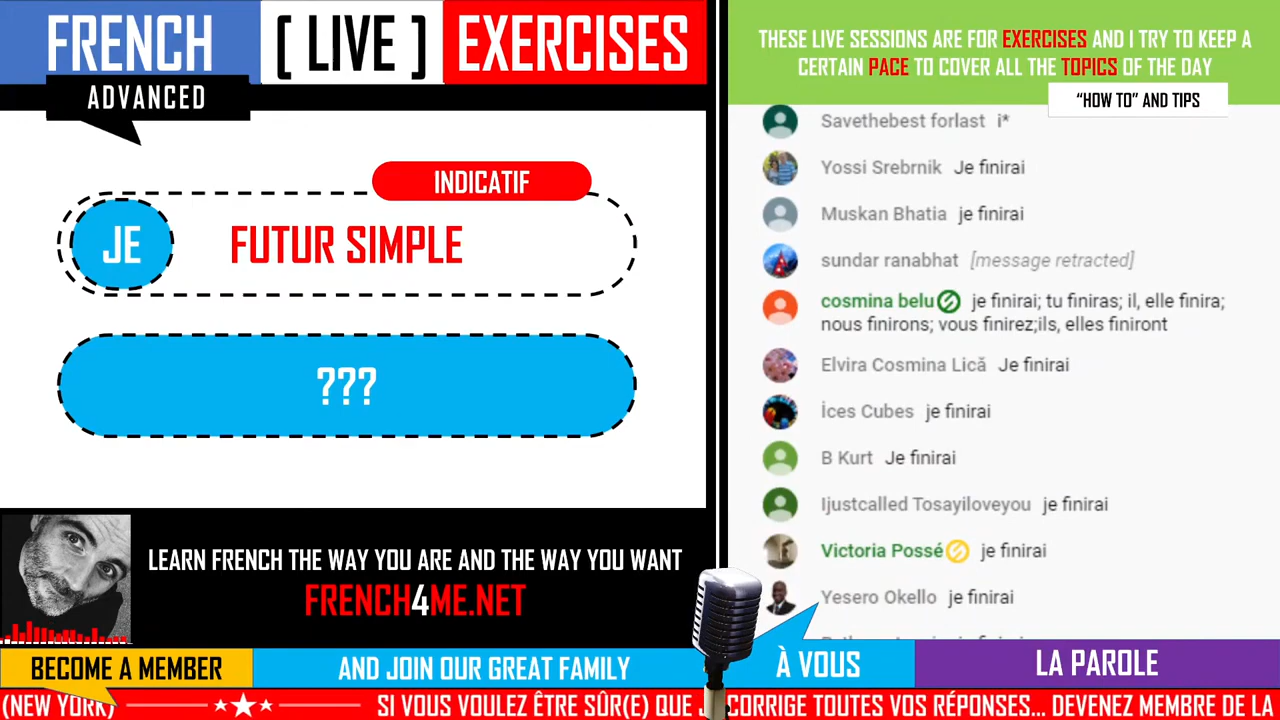 FRENCH [ LIVE ] EXERCISES
ADVANCED
INDICATIF
JE FUTUR SIMPLE
???
LEARN FRENCH THE WAY YOU ARE AND THE WAY YOU WANT
FRENCH4ME.NET
BECOME A MEMBER AND JOIN OUR GREAT FAMILY
THESE LIVE SESSIONS ARE FOR EXERCISES AND I TRY TO KEEP A
CERTAIN PACE TO COVER ALL THE TOPICS OF THE DAY
“HOW TO” AND TIPS
Savethebest forlast i*
Yossi Srebrnik Je finirai
Muskan Bhatia je finirai
sundar ranabhat [message retracted]
cosmina belu je finirai; tu finiras; il, elle finira;
nous finirons; vous finirez;ils, elles finiront
Elvira Cosmina Lică Je finirai
İces Cubes je finirai
B Kurt Je finirai
Ijustcalled Tosayiloveyou je finirai
Victoria Possé je finirai
Yesero Okello je finirai
À VOUS LA PAROLE
(NEW YORK) SI VOUS VOULEZ ÊTRE SÛR(E) QUE J CORRIGE TOUTES VOS RÉPONSES... DEVENEZ MEMBRE DE LA